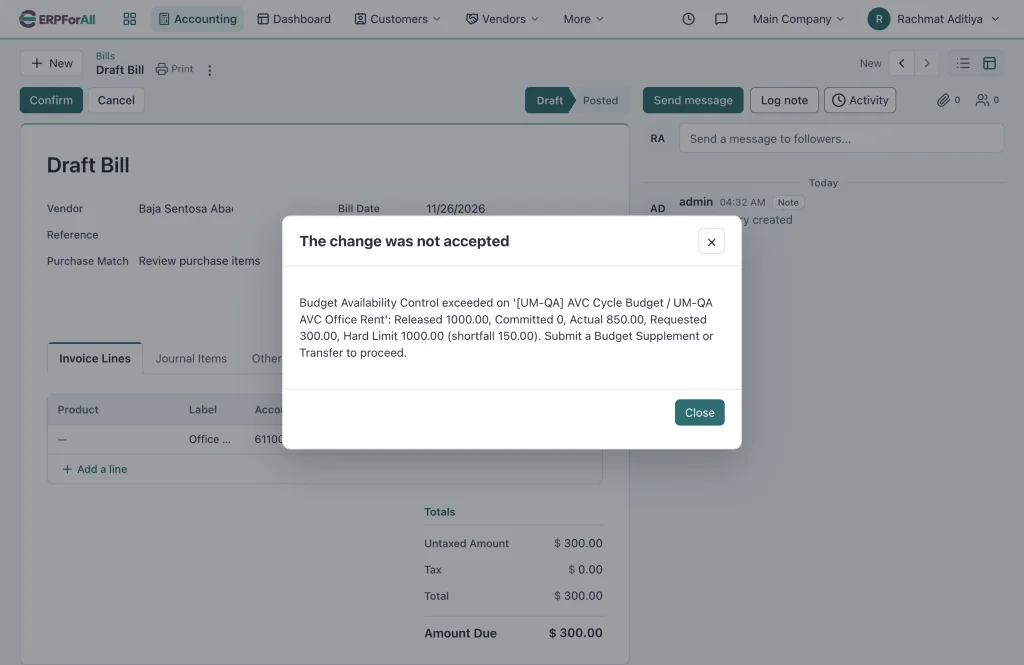 ERPForAll
Accounting
Dashboard
Customers
Vendors
More
Main Company
R
Rachmat Aditiya
New
Bills
Draft Bill
Print
New
Confirm
Cancel
Draft
Posted
Send message
Log note
Activity
0
0
RA
Send a message to followers...
Today
AD
admin 04:32 AM Note
ry created
Draft Bill
Vendor
Baja Sentosa Aba
Bill Date
11/26/2026
Reference
Purchase Match
Review purchase items
The change was not accepted
Budget Availability Control exceeded on '[UM-QA] AVC Cycle Budget / UM-QA
AVC Office Rent': Released 1000.00, Committed 0, Actual 850.00, Requested
300.00, Hard Limit 1000.00 (shortfall 150.00). Submit a Budget Supplement or
Transfer to proceed.
Close
Invoice Lines
Journal Items
Other
Product
Label
Acco
—
Office ...
6110
Add a line
Totals
Untaxed Amount
$ 300.00
Tax
$ 0.00
Total
$ 300.00
Amount Due
$ 300.00